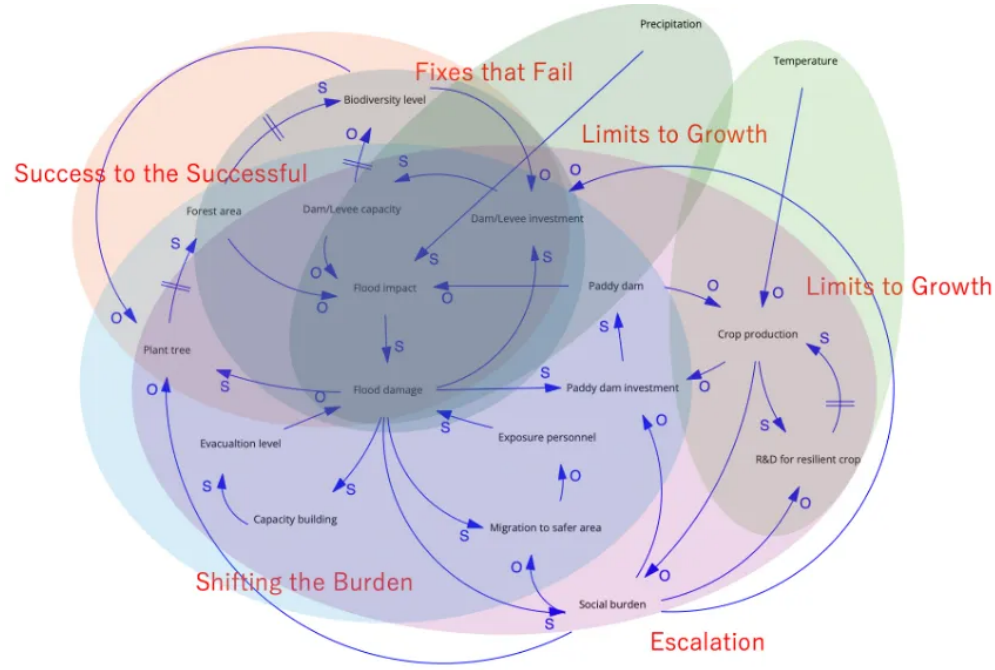 Precipitation
Temperature
Fixes that Fail
S
Biodiversity level
O
Limits to Growth
S
O
O
Success to the Successful
Forest area
Dam/Levee capacity
Dam/Levee investment
S
S
S
O
Flood impact
O
O
Paddy dam
O
O
Limits to Growth
O
S
Crop production
S
Plant tree
S
O
S
O
Flood damage
S
Paddy dam investment
O
Evacualtion level
S
Exposure personnel
O
S
R&D for resilient crop
S
S
O
O
Capacity building
S
Migration to safer area
O
O
Shifting the Burden
Social burden
S
Escalation